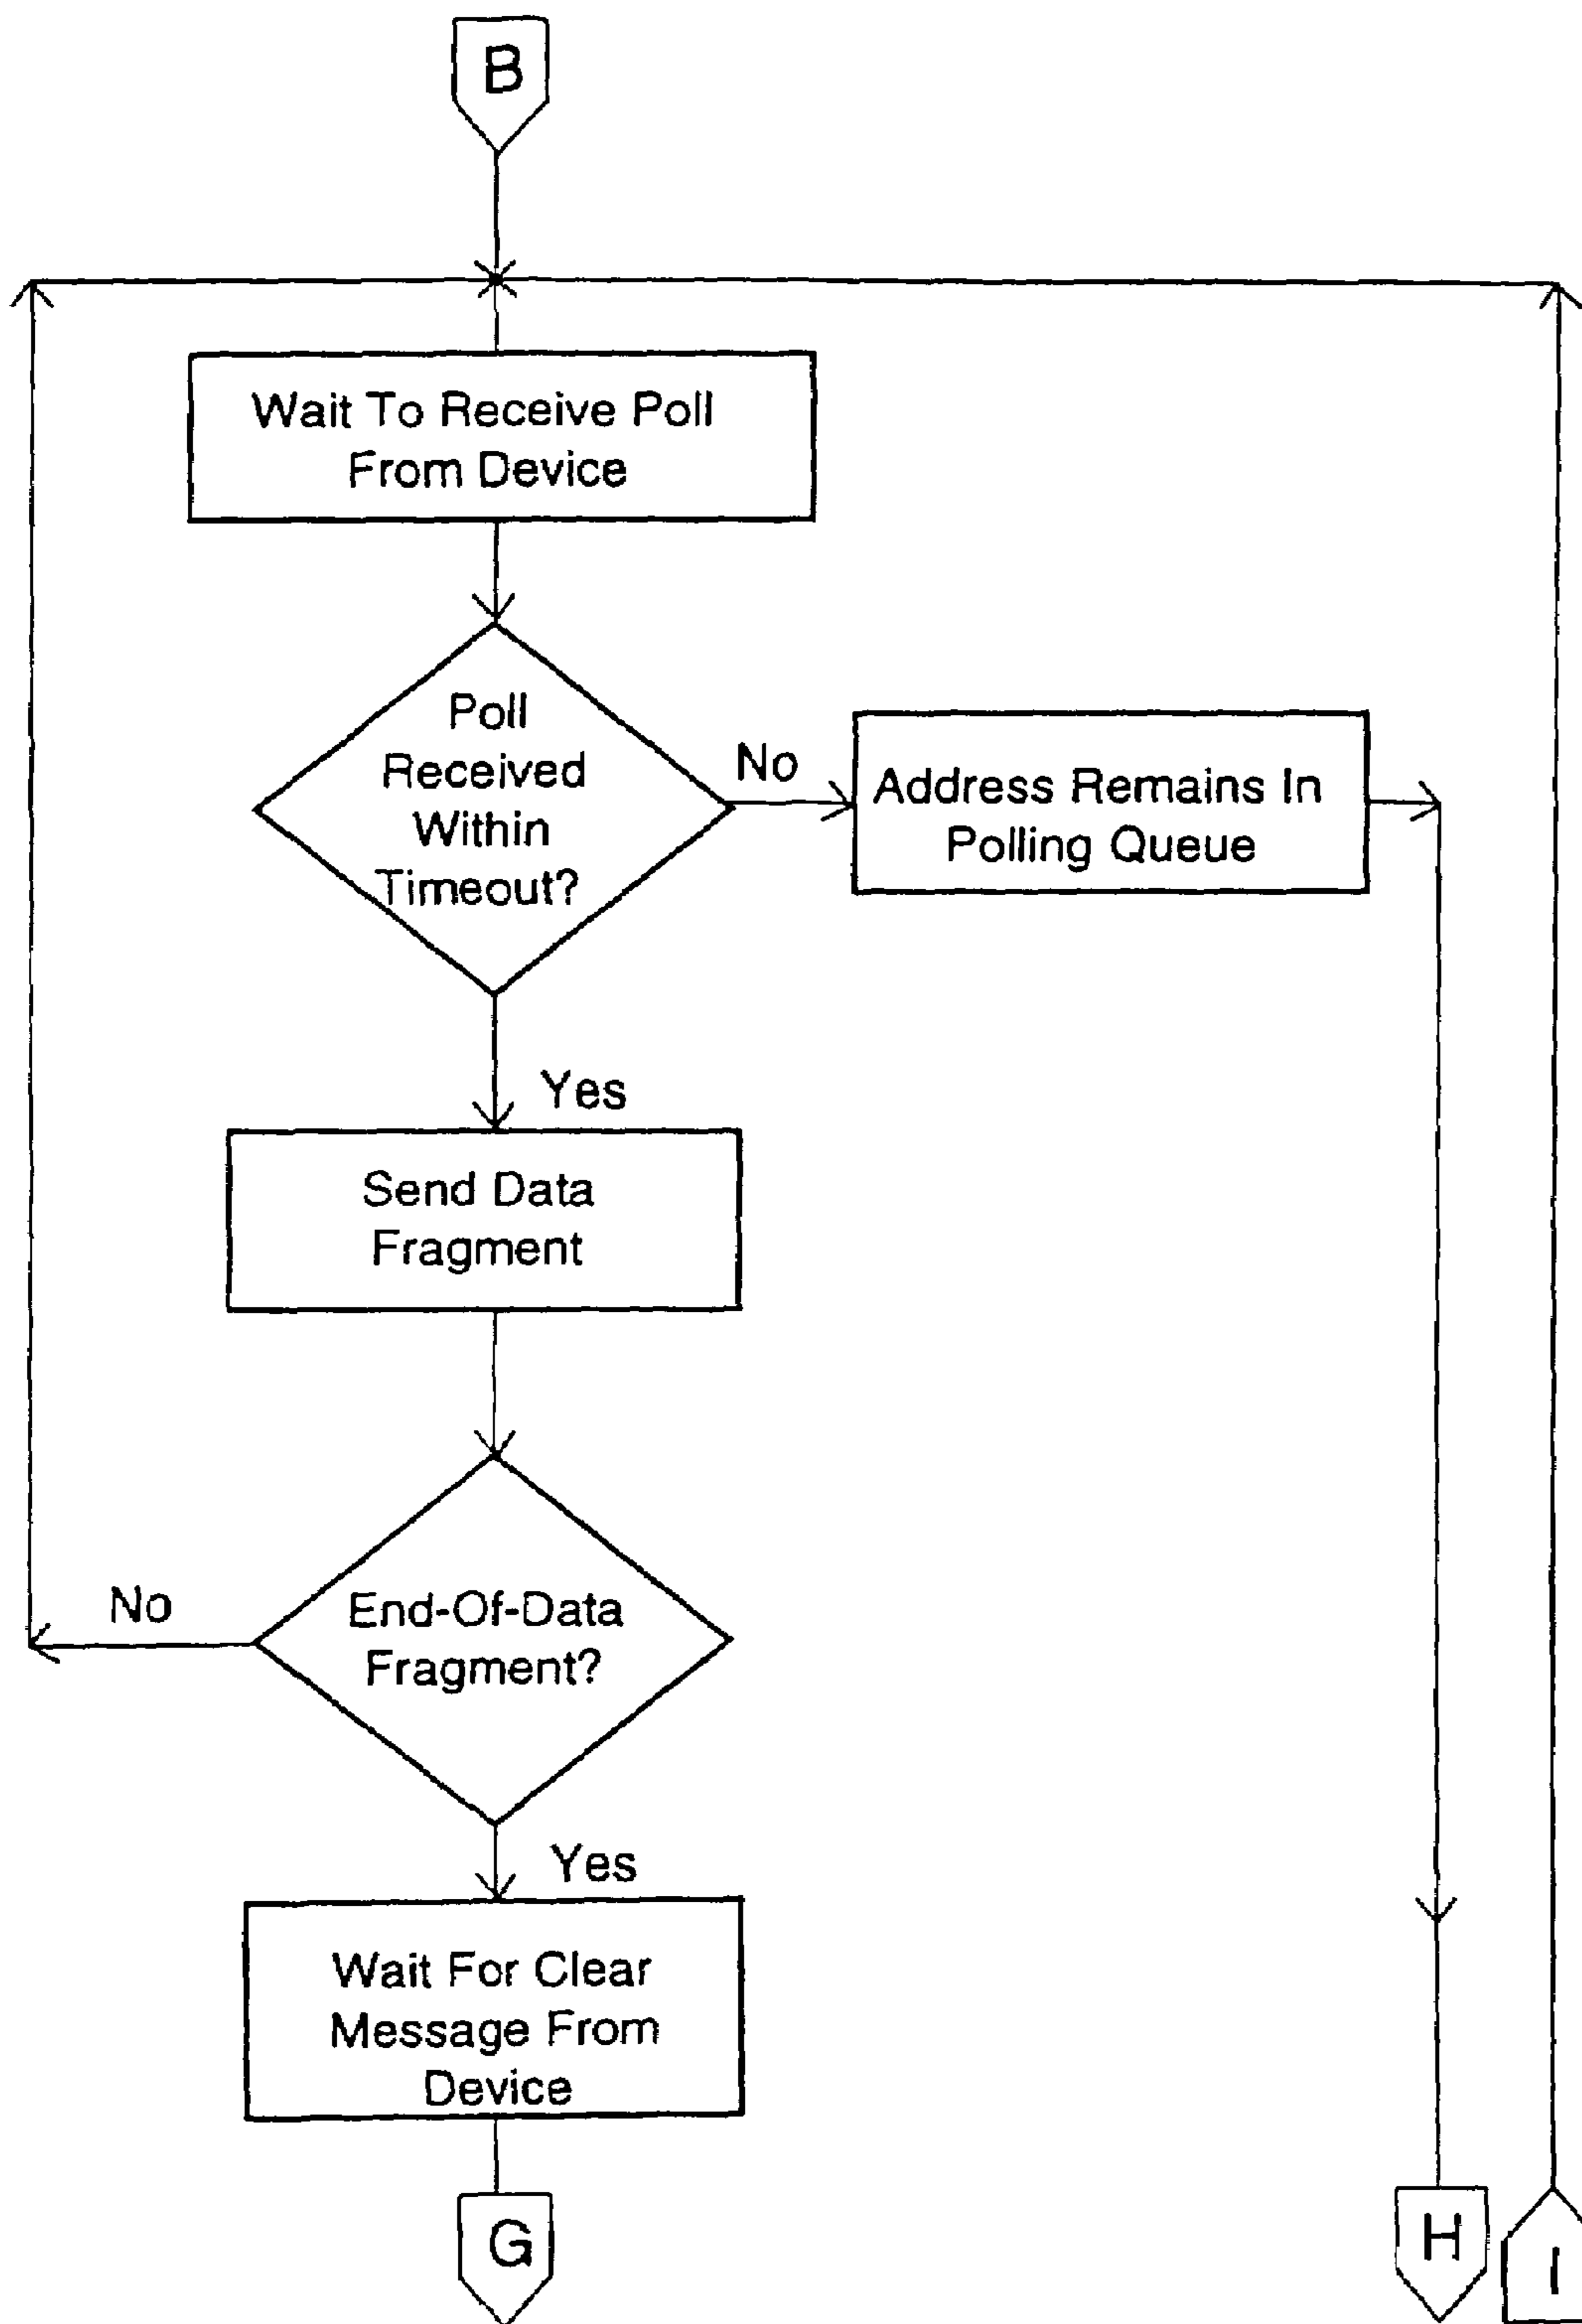 B
Wait To Receive Poll
From Device
Poll
Received
Within
Timeout?
No
Address Remains In
Polling Queue
Yes
Send Data
Fragment
No
End-Of-Data
Fragment?
Yes
Wait For Clear
Message From
Device
G
H
I